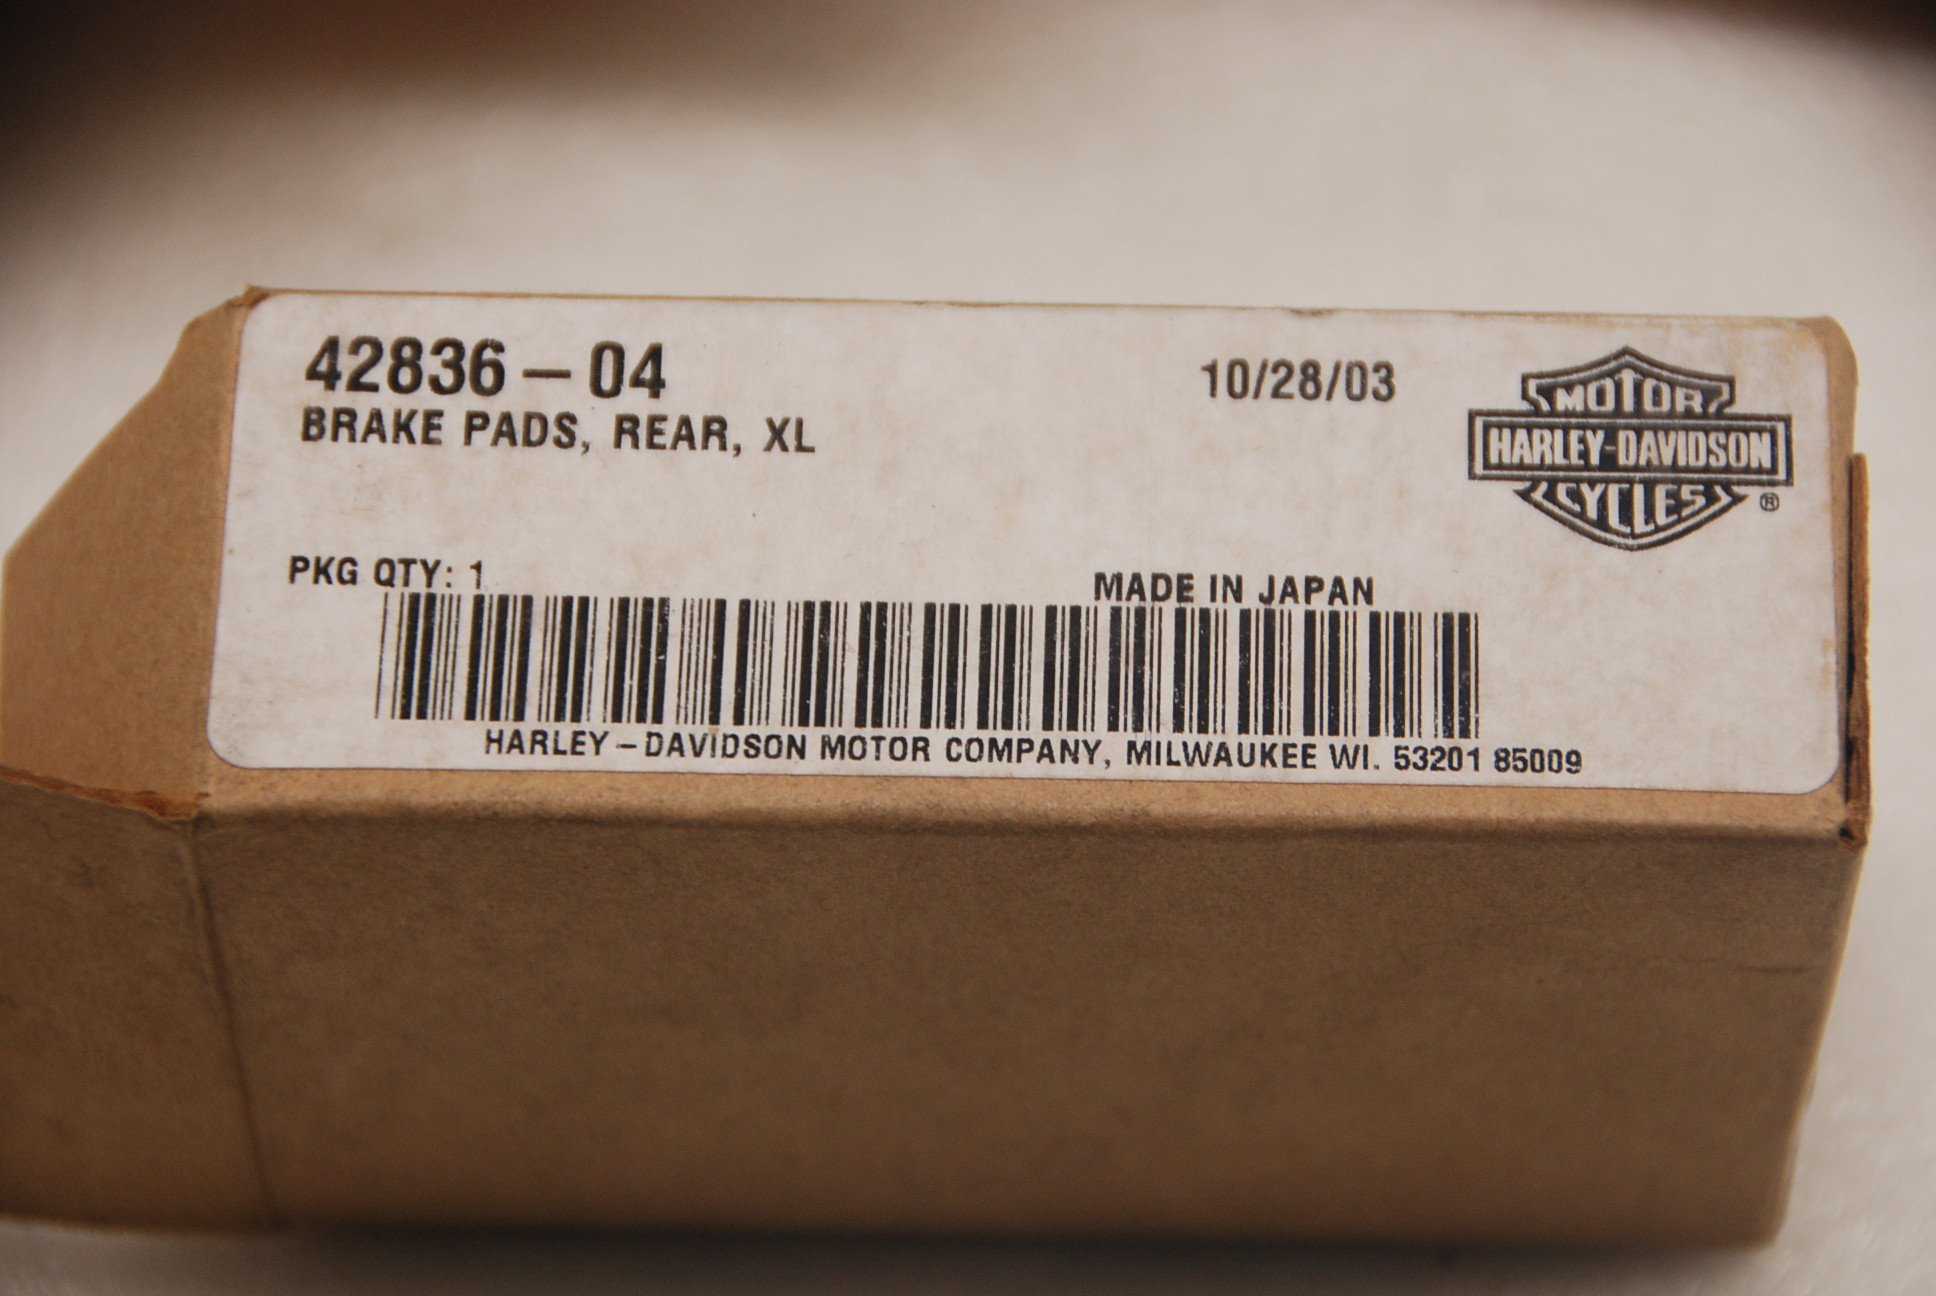 42836-04
10/28/03
BRAKE PADS, REAR, XL
MOTOR
HARLEY-DAVIDSON
CYCLES
®
PKG QTY: 1
MADE IN JAPAN
HARLEY-DAVIDSON MOTOR COMPANY, MILWAUKEE WI. 53201 85009